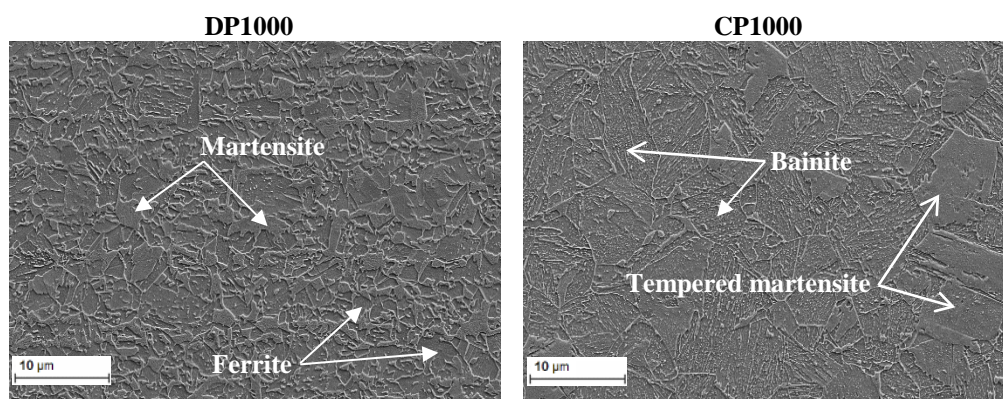 DP1000
CP1000
Martensite
Bainite
Tempered martensite
Ferrite
10 µm
10 µm